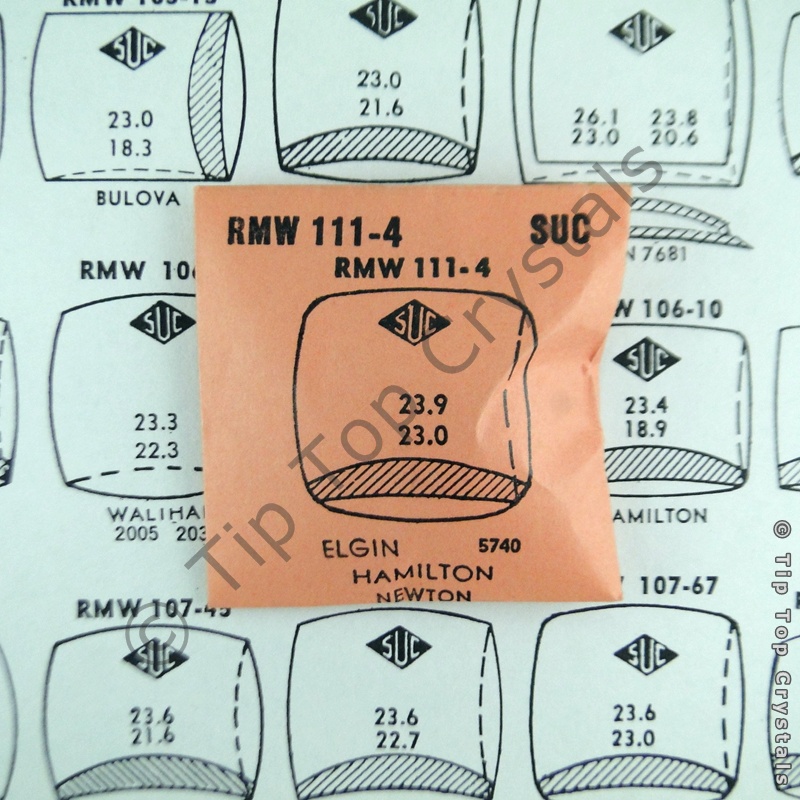 SUC
23.0
18.3
BULOVA
SUC
23.0
21.6
SUC
26.1 23.8
23.0 20.6
7681
RMW 111-4 SUC
RMW 111-4
SUC
23.9
23.0
ELGIN 5740
HAMILTON
NEWTON
RMW
SUC
23.3
22.3
2005
106-10
SUC
23.4
18.9
RMW 107-45
SUC
23.6
21.6
SUC
23.6
22.7
107-67
SUC
23.6
23.0
© Tip Top Crystals
© Tip Top Crystals